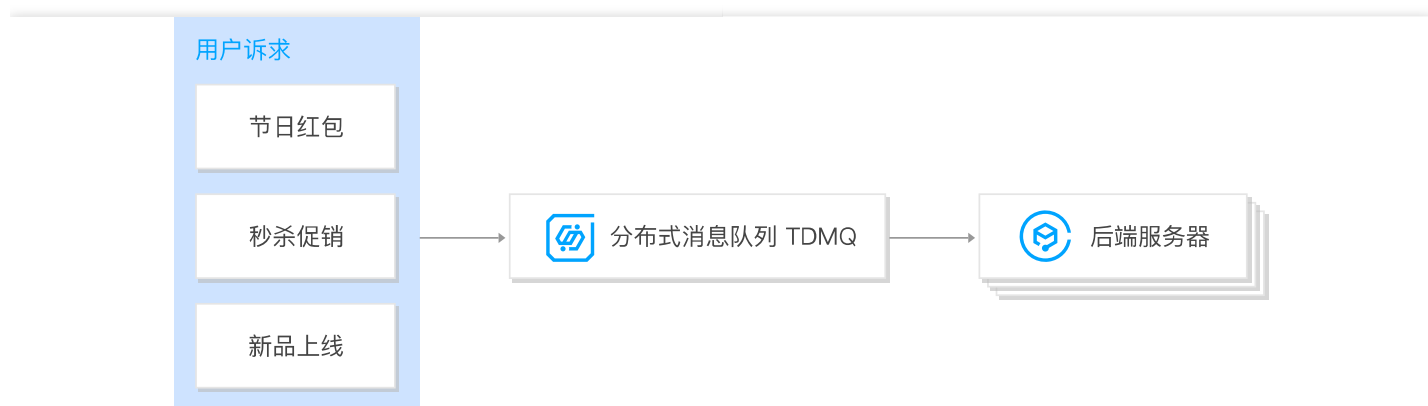 用户诉求
节日红包
秒杀促销
新品上线
分布式消息队列 TDMQ
后端服务器